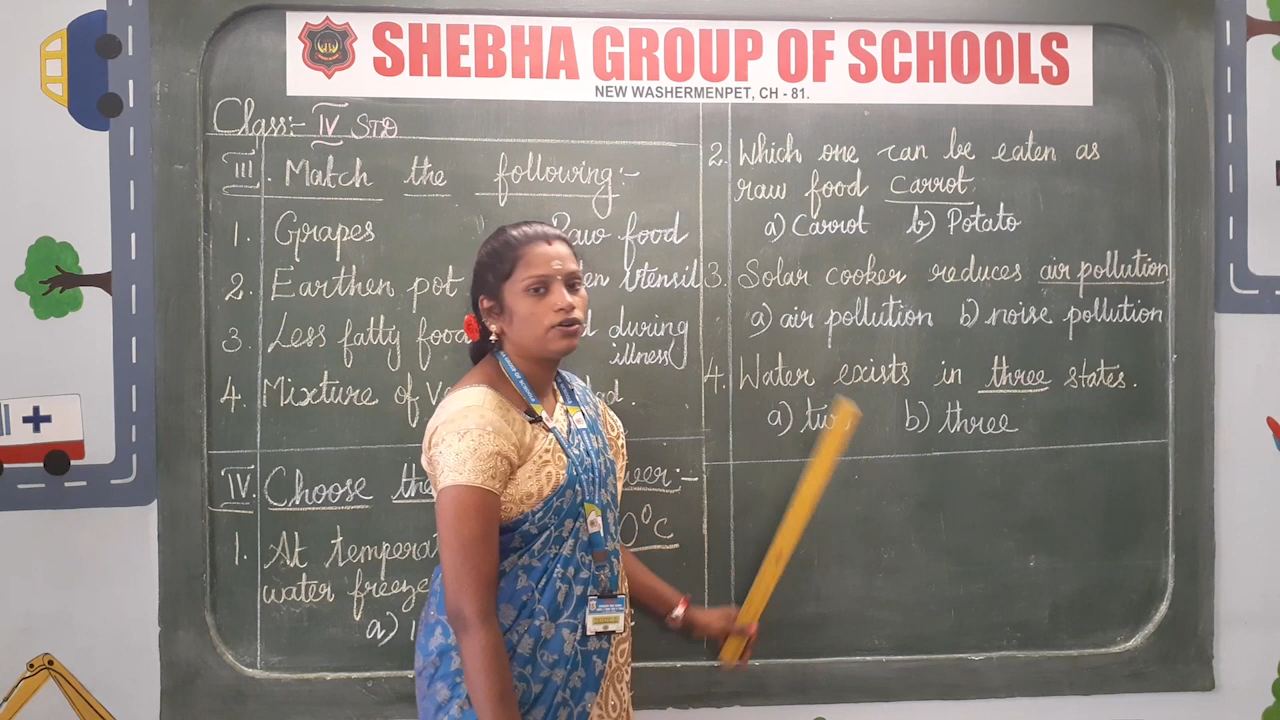 SHEBHA GROUP OF SCHOOLS
NEW WASHERMENPET, CH - 81.
Class:- IV STD
III. Match the following:-
1. Grapes Raw food
2. Earthen pot Utensil
3. Less fatty food during
illness
4. Mixture of
IV. Choose the
1. At 0°C
water
a)
2. Which one can be eaten as
raw food carrot.
a) Carrot b) Potato
3. Solar cooker reduces air pollution
a) air pollution b) noise pollution
4. Water exists in three states.
a) two b) three